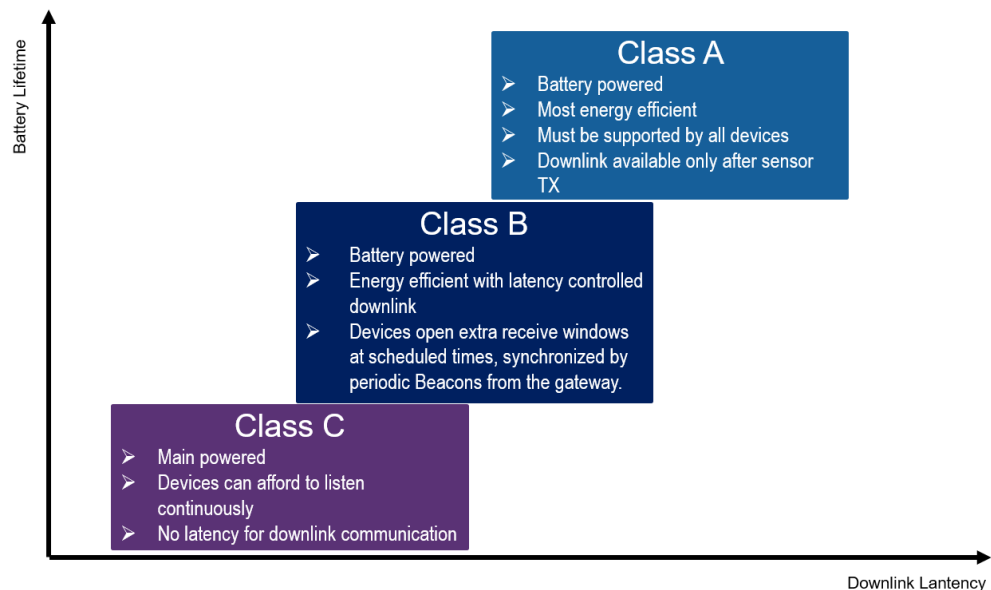 Battery Lifetime
Class A
➢ Battery powered
➢ Most energy efficient
➢ Must be supported by all devices
➢ Downlink available only after sensor
TX
Class B
➢ Battery powered
➢ Energy efficient with latency controlled
downlink
➢ Devices open extra receive windows
at scheduled times, synchronized by
periodic Beacons from the gateway.
Class C
➢ Main powered
➢ Devices can afford to listen
continuously
➢ No latency for downlink communication
Downlink Lantency